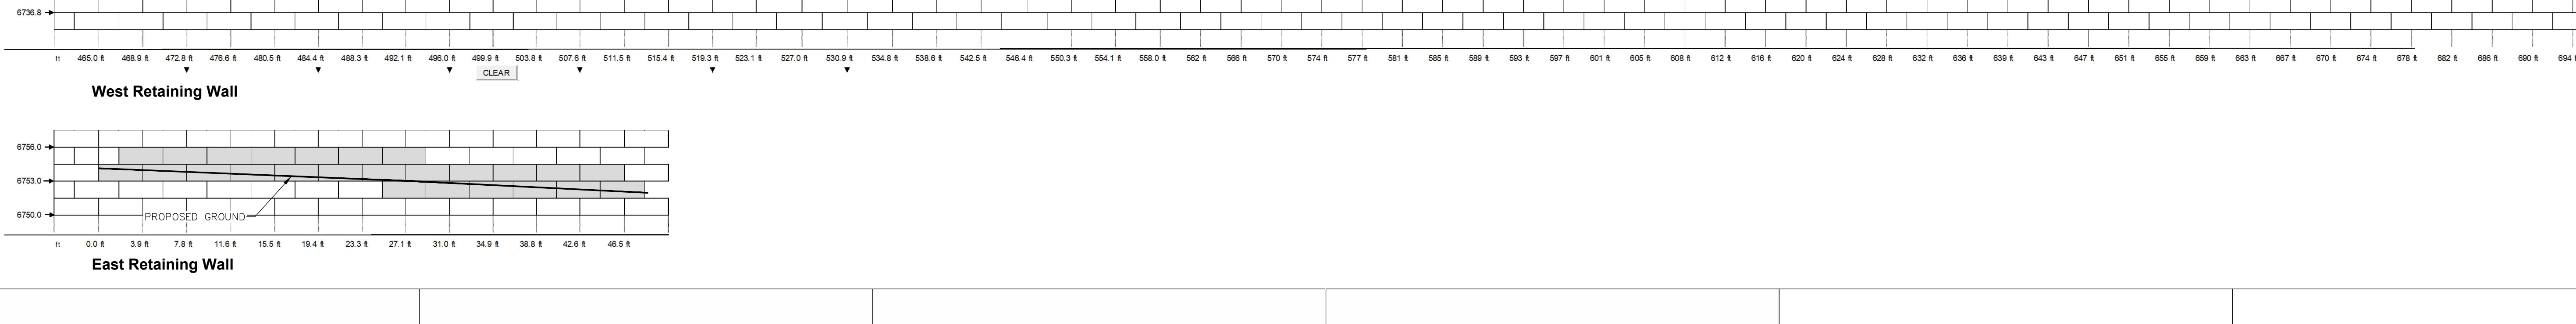 6736.8
ft 465.0 ft 468.9 ft 472.8 ft 476.6 ft 480.5 ft 484.4 ft 488.3 ft 492.1 ft 496.0 ft 499.9 ft 503.8 ft 507.6 ft 511.5 ft 515.4 ft 519.3 ft 523.1 ft 527.0 ft 530.9 ft 534.8 ft 538.6 ft 542.5 ft 546.4 ft 550.3 ft 554.1 ft 558.0 ft 562 ft 566 ft 570 ft 574 ft 577 ft 581 ft 585 ft 589 ft 593 ft 597 ft 601 ft 605 ft 608 ft 612 ft 616 ft 620 ft 624 ft 628 ft 632 ft 636 ft 639 ft 643 ft 647 ft 651 ft 655 ft 659 ft 663 ft 667 ft 670 ft 674 ft 678 ft 682 ft 686 ft 690 ft 694
CLEAR
West Retaining Wall
6756.0
6753.0
6750.0
PROPOSED GROUND
ft 0.0 ft 3.9 ft 7.8 ft 11.6 ft 15.5 ft 19.4 ft 23.3 ft 27.1 ft 31.0 ft 34.9 ft 38.8 ft 42.6 ft 46.5 ft
East Retaining Wall